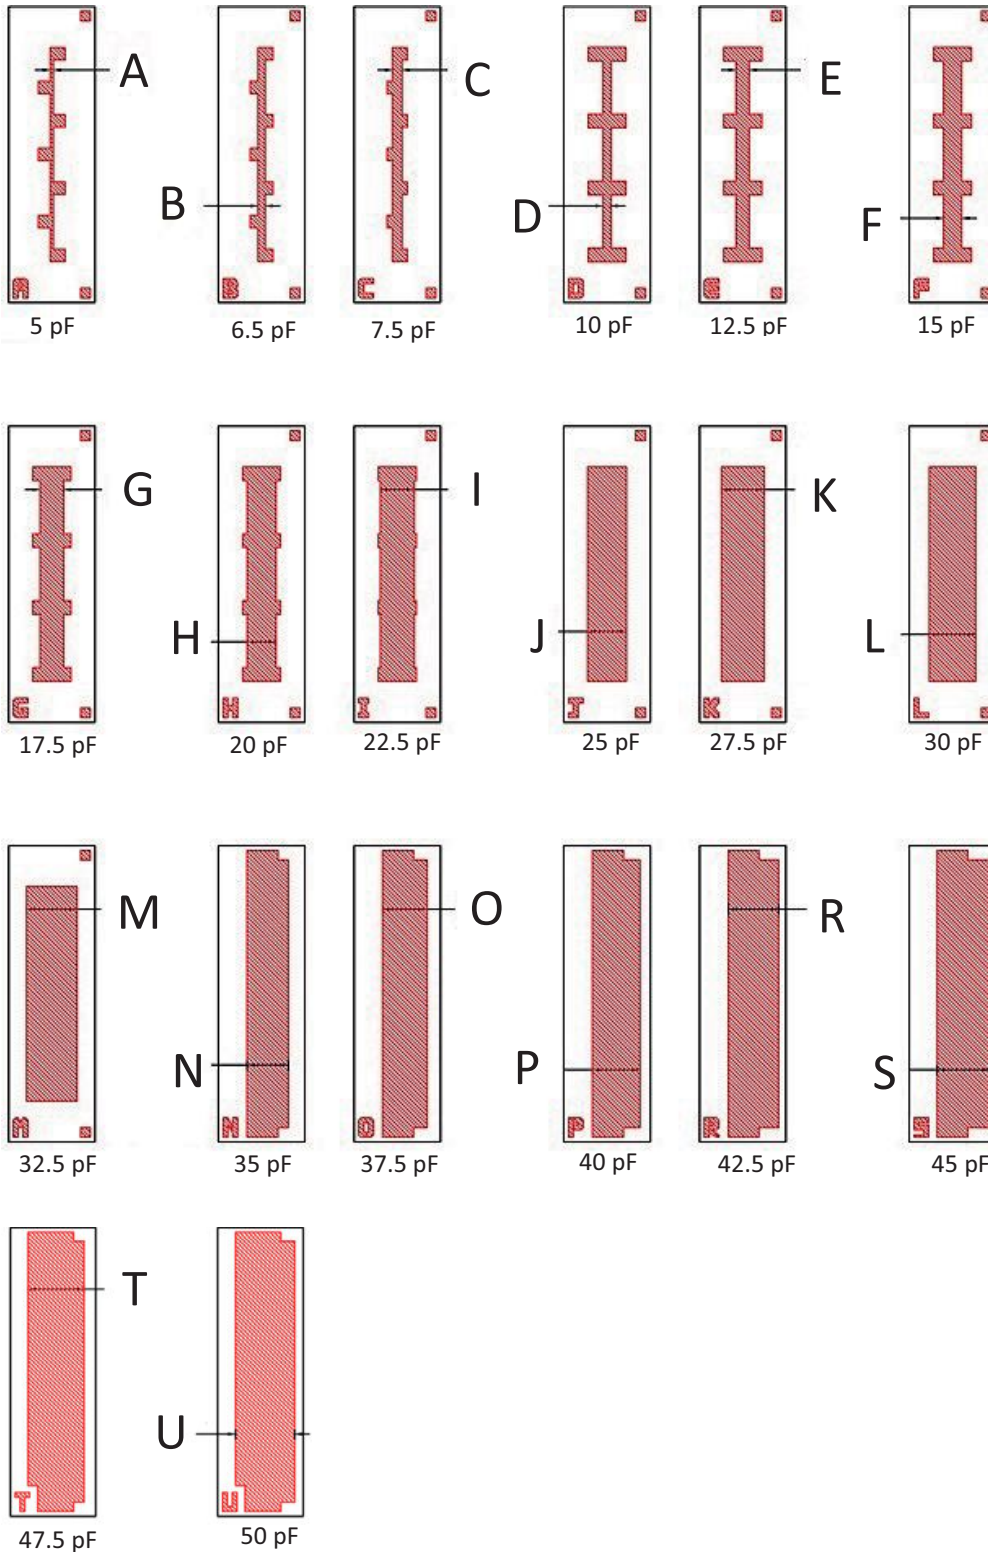 A
B
C
D
E
F
A
B
C
D
E
F
5 pF
6.5 pF
7.5 pF
10 pF
12.5 pF
15 pF
G
H
I
J
K
L
G
H
I
J
K
L
17.5 pF
20 pF
22.5 pF
25 pF
27.5 pF
30 pF
M
N
O
P
R
S
M
N
O
P
R
S
32.5 pF
35 pF
37.5 pF
40 pF
42.5 pF
45 pF
T
U
T
U
47.5 pF
50 pF